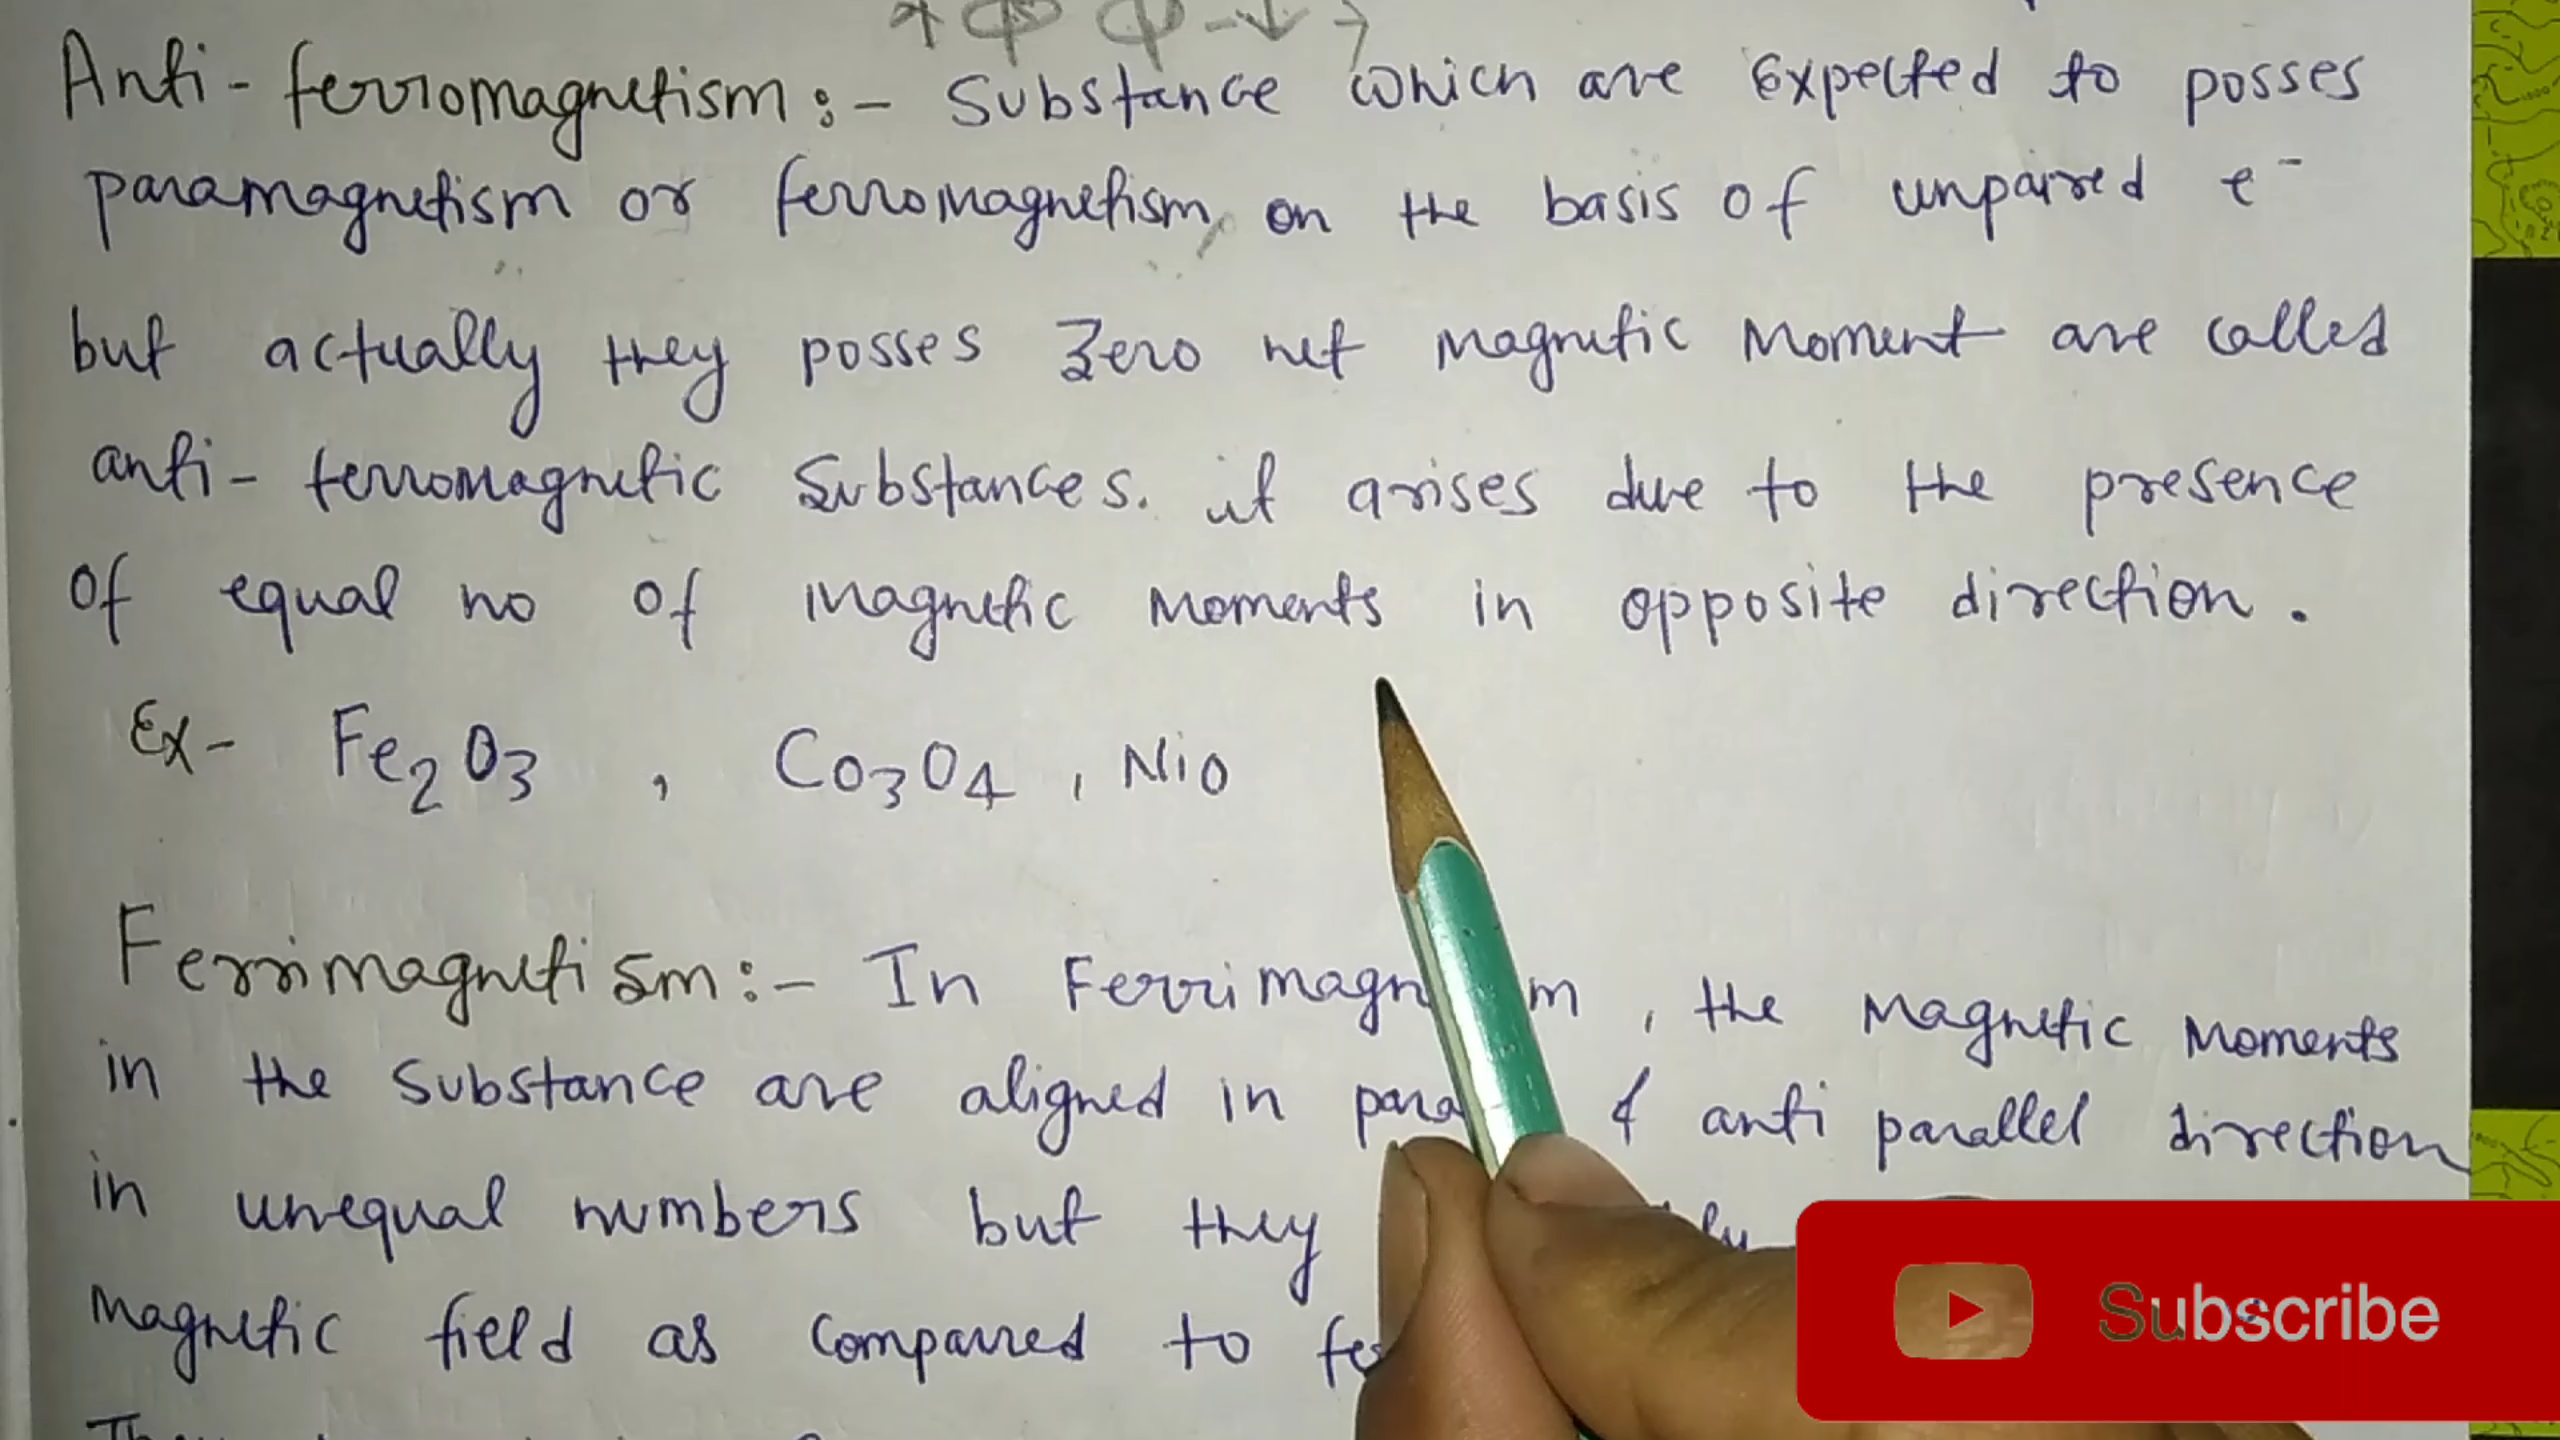 Anti-ferromagnetism:- Substance which are expected to posses
paramagnetism or ferromagnetism, on the basis of unpaired e⁻
but actually they posses Zero net magnetic moment are called
anti-ferromagnetic Substances. it arises due to the presence
of equal no of magnetic moments in opposite direction.
Ex- Fe₂O₃ , Co₃O₄ , NiO
Ferrimagnetism:- In Ferrimagn m , the magnetic moments
in the substance are aligned in para & anti parallel direction
in unequal numbers but they
magnetic field as compared to fe
Subscribe